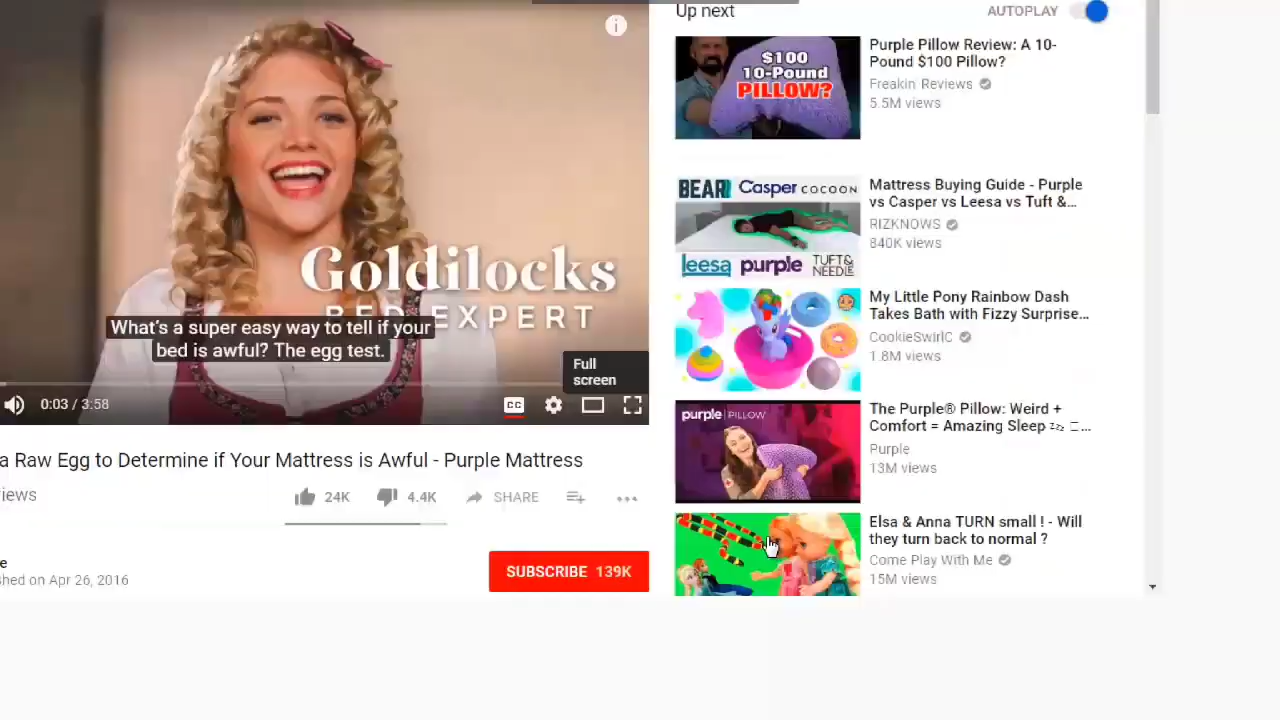 Goldilocks
BED EXPERT
What's a super easy way to tell if your
bed is awful? The egg test.
Full
screen
0:03 / 3:58
CC
a Raw Egg to Determine if Your Mattress is Awful - Purple Mattress
iews
24K
4.4K
SHARE
e
shed on Apr 26, 2016
SUBSCRIBE 139K
Up next
AUTOPLAY
$100
10-Pound
PILLOW?
Purple Pillow Review: A 10-
Pound $100 Pillow?
Freakin Reviews
5.5M views
BEAR Casper COCOON
leesa purple TUFT&
NEEDLE
Mattress Buying Guide - Purple
vs Casper vs Leesa vs Tuft &...
RIZKNOWS
840K views
My Little Pony Rainbow Dash
Takes Bath with Fizzy Surprise...
CookieSwirlC
1.8M views
purple PILLOW
The Purple® Pillow: Weird +
Comfort = Amazing Sleep
Purple
13M views
Elsa & Anna TURN small ! - Will
they turn back to normal ?
Come Play With Me
15M views